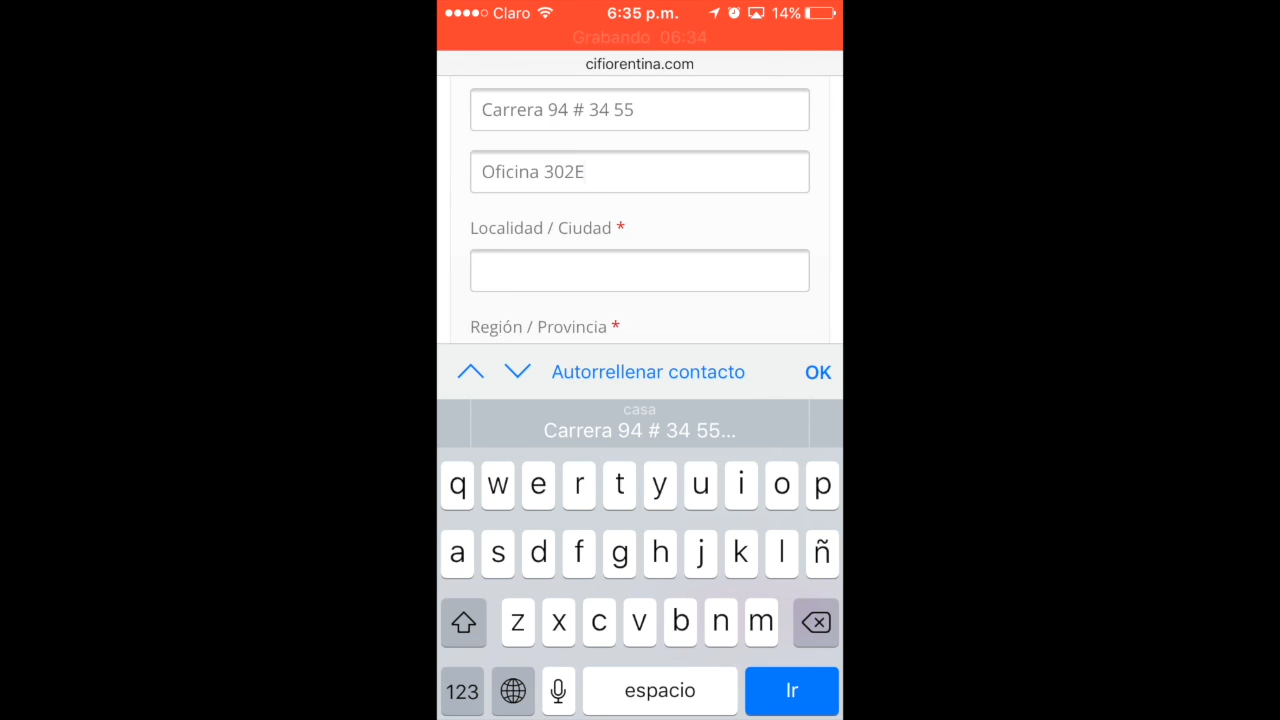 Claro 6:35 p.m. 14%
Grabando 06:34
cifiorentina.com
Carrera 94 # 34 55
Oficina 302E
Localidad / Ciudad *
Región / Provincia *
Autorrellenar contacto OK
casa
Carrera 94 # 34 55...
q w e r t y u i o p
a s d f g h j k l ñ
z x c v b n m
123 espacio Ir